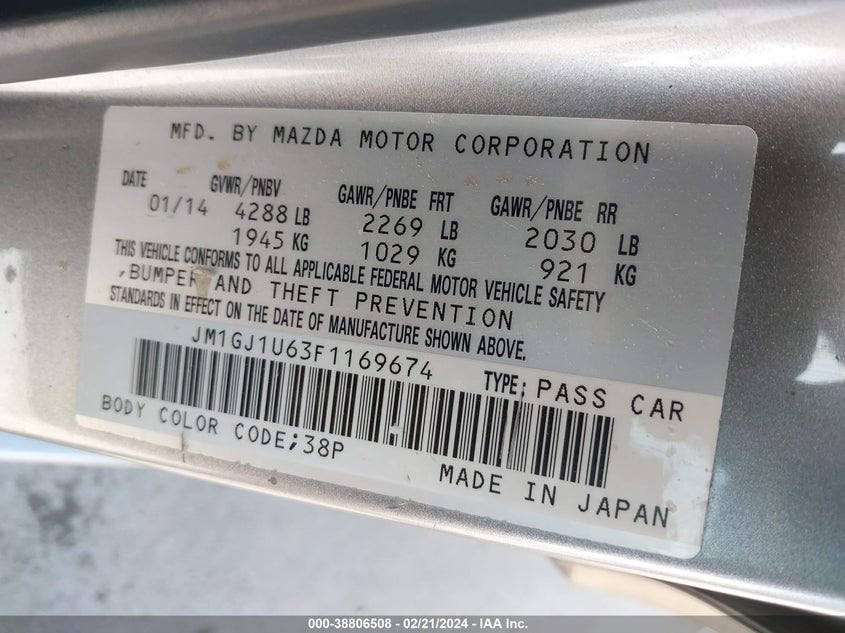 MFD. BY MAZDA MOTOR CORPORATION
DATE GVWR/PNBV GAWR/PNBE FRT GAWR/PNBE RR
01/14 4288 LB 2269 LB 2030 LB
1945 KG 1029 KG 921 KG
THIS VEHICLE CONFORMS TO ALL APPLICABLE FEDERAL MOTOR VEHICLE SAFETY
,BUMPER AND THEFT PREVENTION
STANDARDS IN EFFECT ON THE DATE OF MANUFACTURE SHOWN ABOVE.
JM1GJ1U63F1169674 TYPE: PASS CAR
BODY COLOR CODE;38P
MADE IN JAPAN
000-38806508 - 02/21/2024 - IAA Inc.